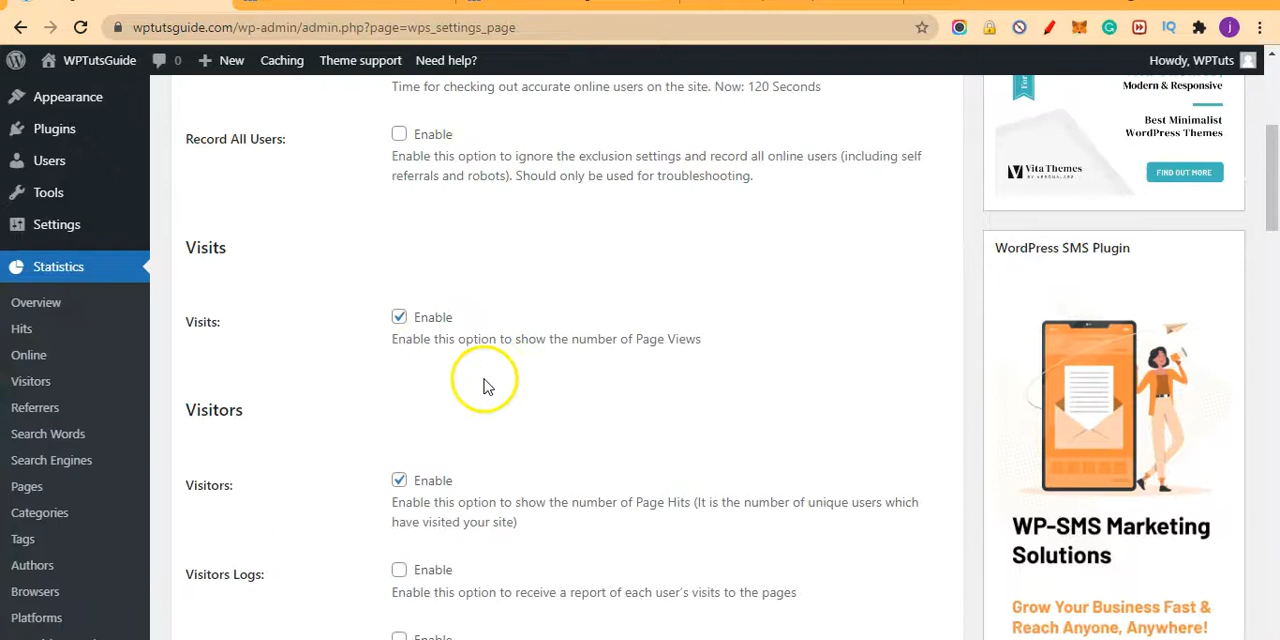 wptutsguide.com/wp-admin/admin.php?page=wps_settings_page
WPTutsGuide
0
New
Caching
Theme support
Need help?
Howdy, WPTuts
Appearance
Plugins
Users
Tools
Settings
Statistics
Overview
Hits
Online
Visitors
Referrers
Search Words
Search Engines
Pages
Categories
Tags
Authors
Browsers
Platforms
Time for checking out accurate online users on the site. Now: 120 Seconds
Record All Users:
Enable
Enable this option to ignore the exclusion settings and record all online users (including self
referrals and robots). Should only be used for troubleshooting.
Visits
Visits:
Enable
Enable this option to show the number of Page Views
Visitors
Visitors:
Enable
Enable this option to show the number of Page Hits (It is the number of unique users which
have visited your site)
Visitors Logs:
Enable
Enable this option to receive a report of each user's visits to the pages
Enable
Modern & Responsive
Best Minimalist
WordPress Themes
Vita Themes
FIND OUT MORE
WordPress SMS Plugin
WP-SMS Marketing
Solutions
Grow Your Business Fast &
Reach Anyone, Anywhere!